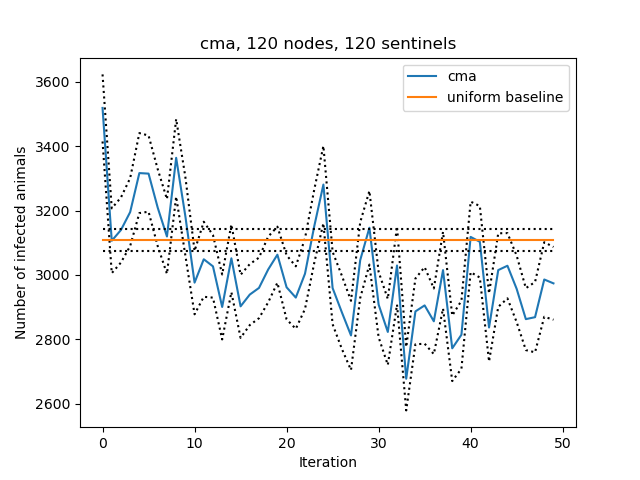 cma, 120 nodes, 120 sentinels
cma
uniform baseline
Number of infected animals
3600
3400
3200
3000
2800
2600
0
10
20
30
40
50
Iteration